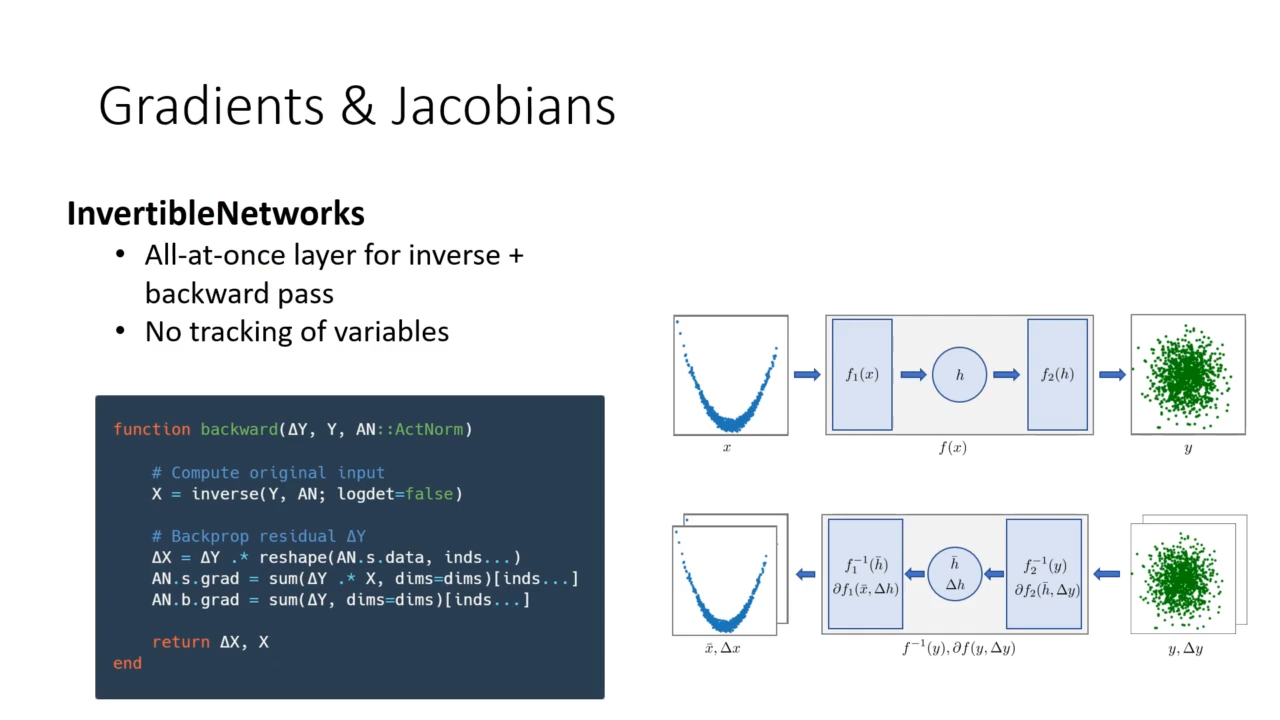 Gradients & Jacobians
InvertibleNetworks
• All-at-once layer for inverse +
backward pass
• No tracking of variables
function backward(ΔY, Y, AN::ActNorm)
# Compute original input
X = inverse(Y, AN; logdet=false)
# Backprop residual ΔY
ΔX = ΔY .* reshape(AN.s.data, inds...)
AN.s.grad = sum(ΔY .* X, dims=dims)[inds...]
AN.b.grad = sum(ΔY, dims=dims)[inds...]
return ΔX, X
end
f₁(x) h f₂(h)
x f(x) y
f₁⁻¹(h̄) h̄ f₂⁻¹(y)
∂f₁(x̄, Δh) Δh ∂f₂(h̄, Δy)
x̄, Δx f⁻¹(y), ∂f(y, Δy) y, Δy